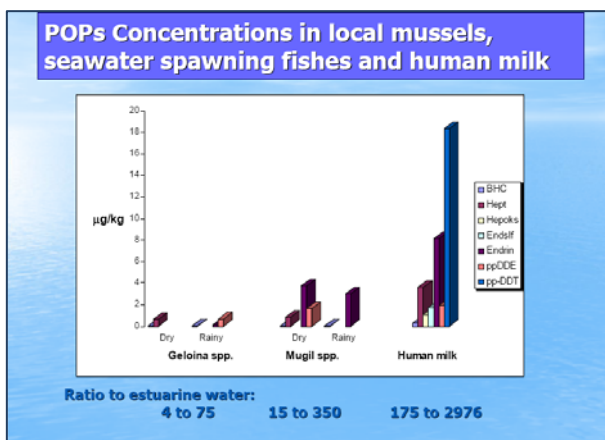 POPs Concentrations in local mussels,
seawater spawning fishes and human milk
20
18
16
14
12
10
8
6
4
2
0
µg/kg
Dry Rainy Dry Rainy
Geloina spp. Mugil spp. Human milk
BHC
Hept
Hepoks
Endslf
Endrin
ppDDE
pp-DDT
Ratio to estuarine water:
4 to 75 15 to 350 175 to 2976